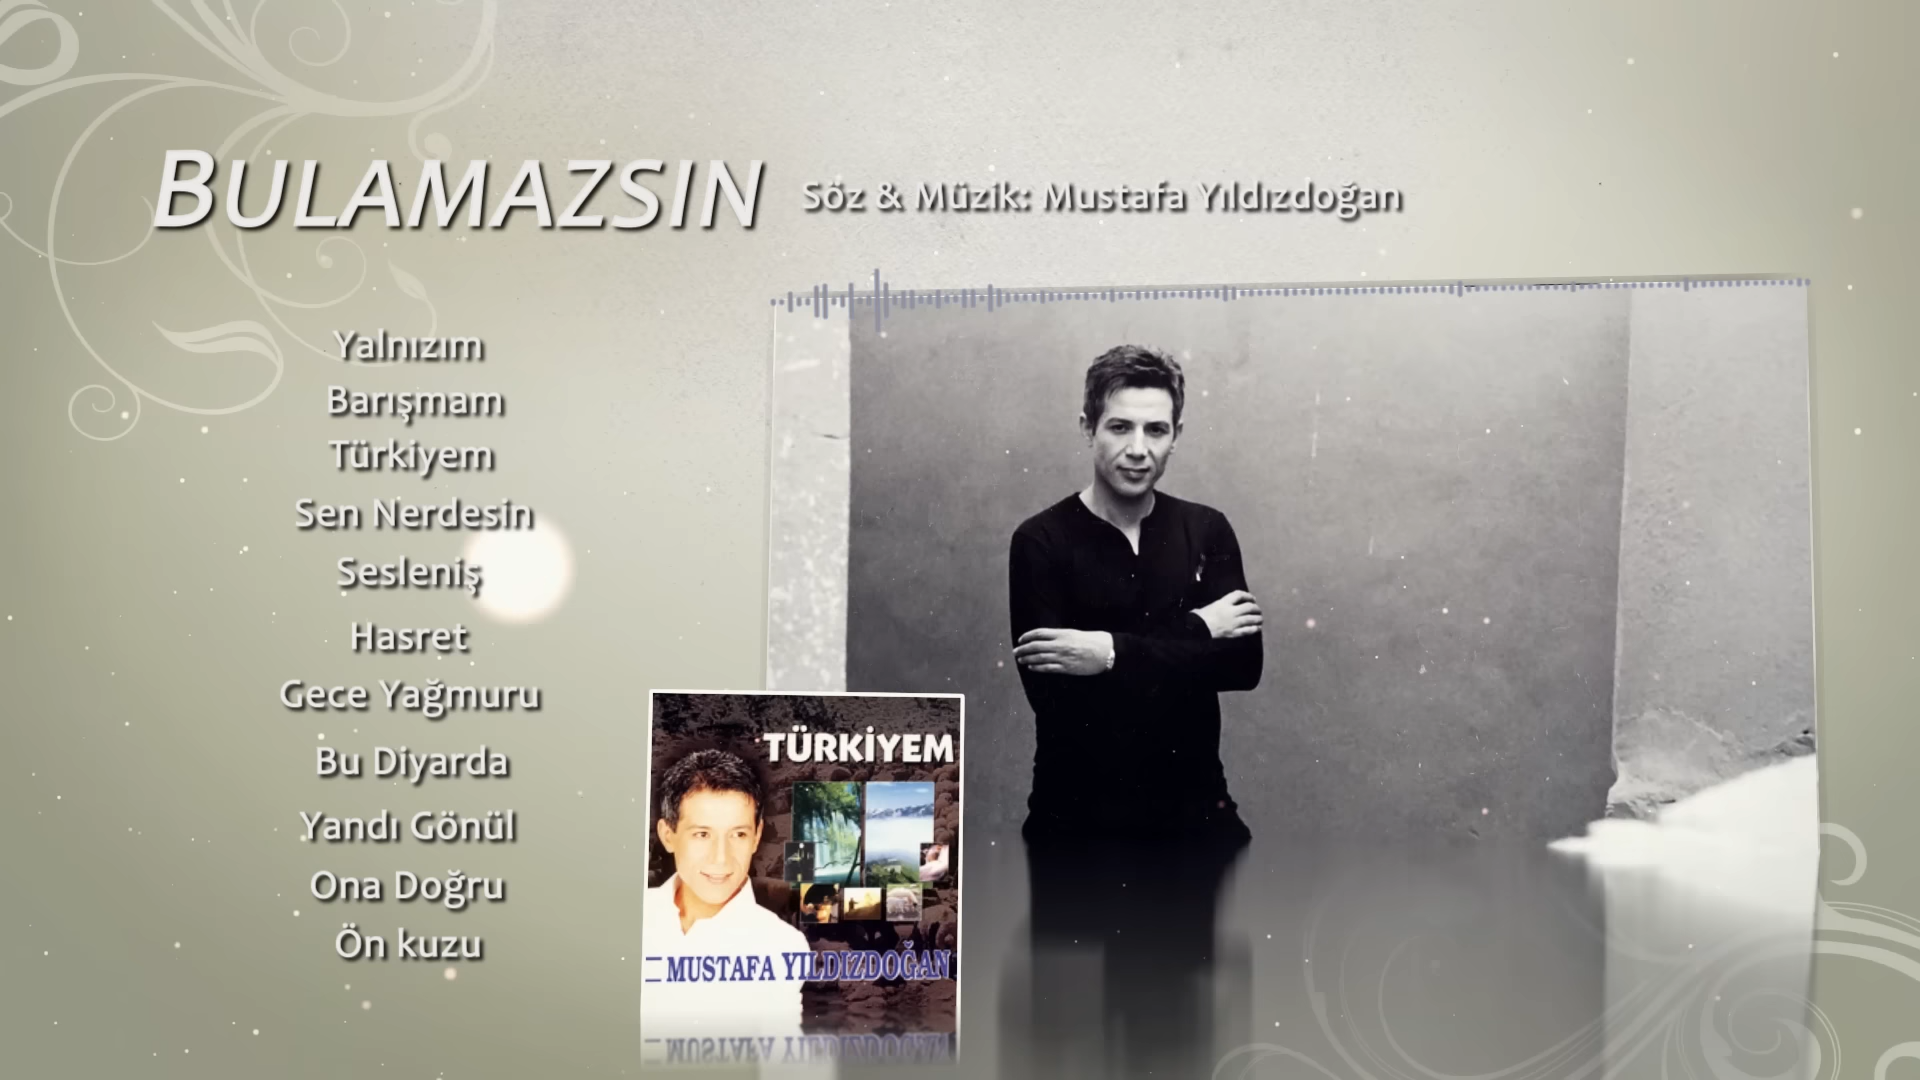 BULAMAZSIN
Söz & Müzik: Mustafa Yıldızdoğan
Yalnızım
Barışmam
Türkiyem
Sen Nerdesin
Sesleniş
Hasret
Gece Yağmuru
Bu Diyarda
Yandı Gönül
Ona Doğru
Ön kuzu
TÜRKİYEM
MUSTAFA YILDIZDOĞAN